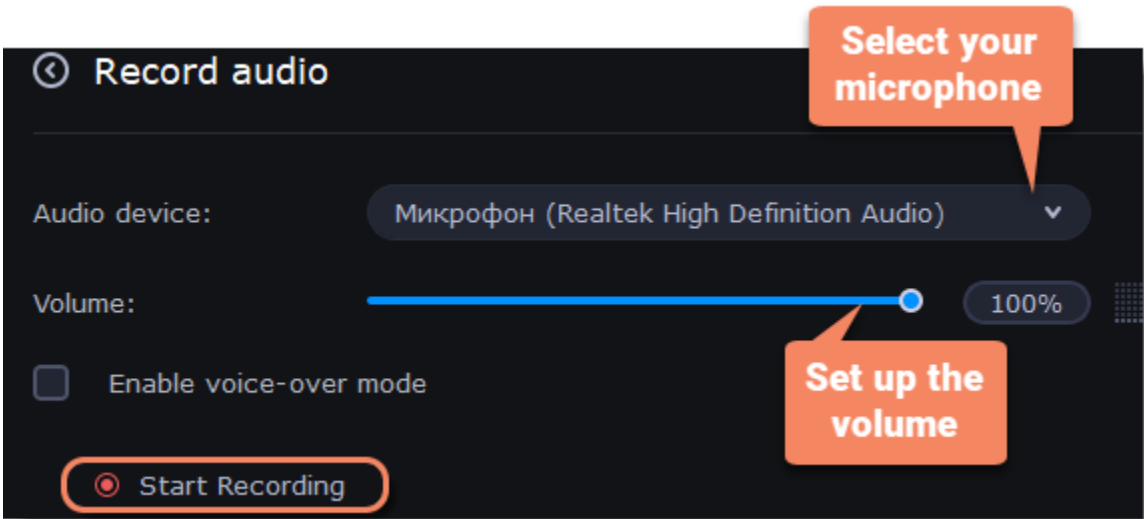 Select your
microphone
Record audio
Audio device:
Микрофон (Realtek High Definition Audio)
Volume:
100%
Set up the
volume
Enable voice-over mode
Start Recording